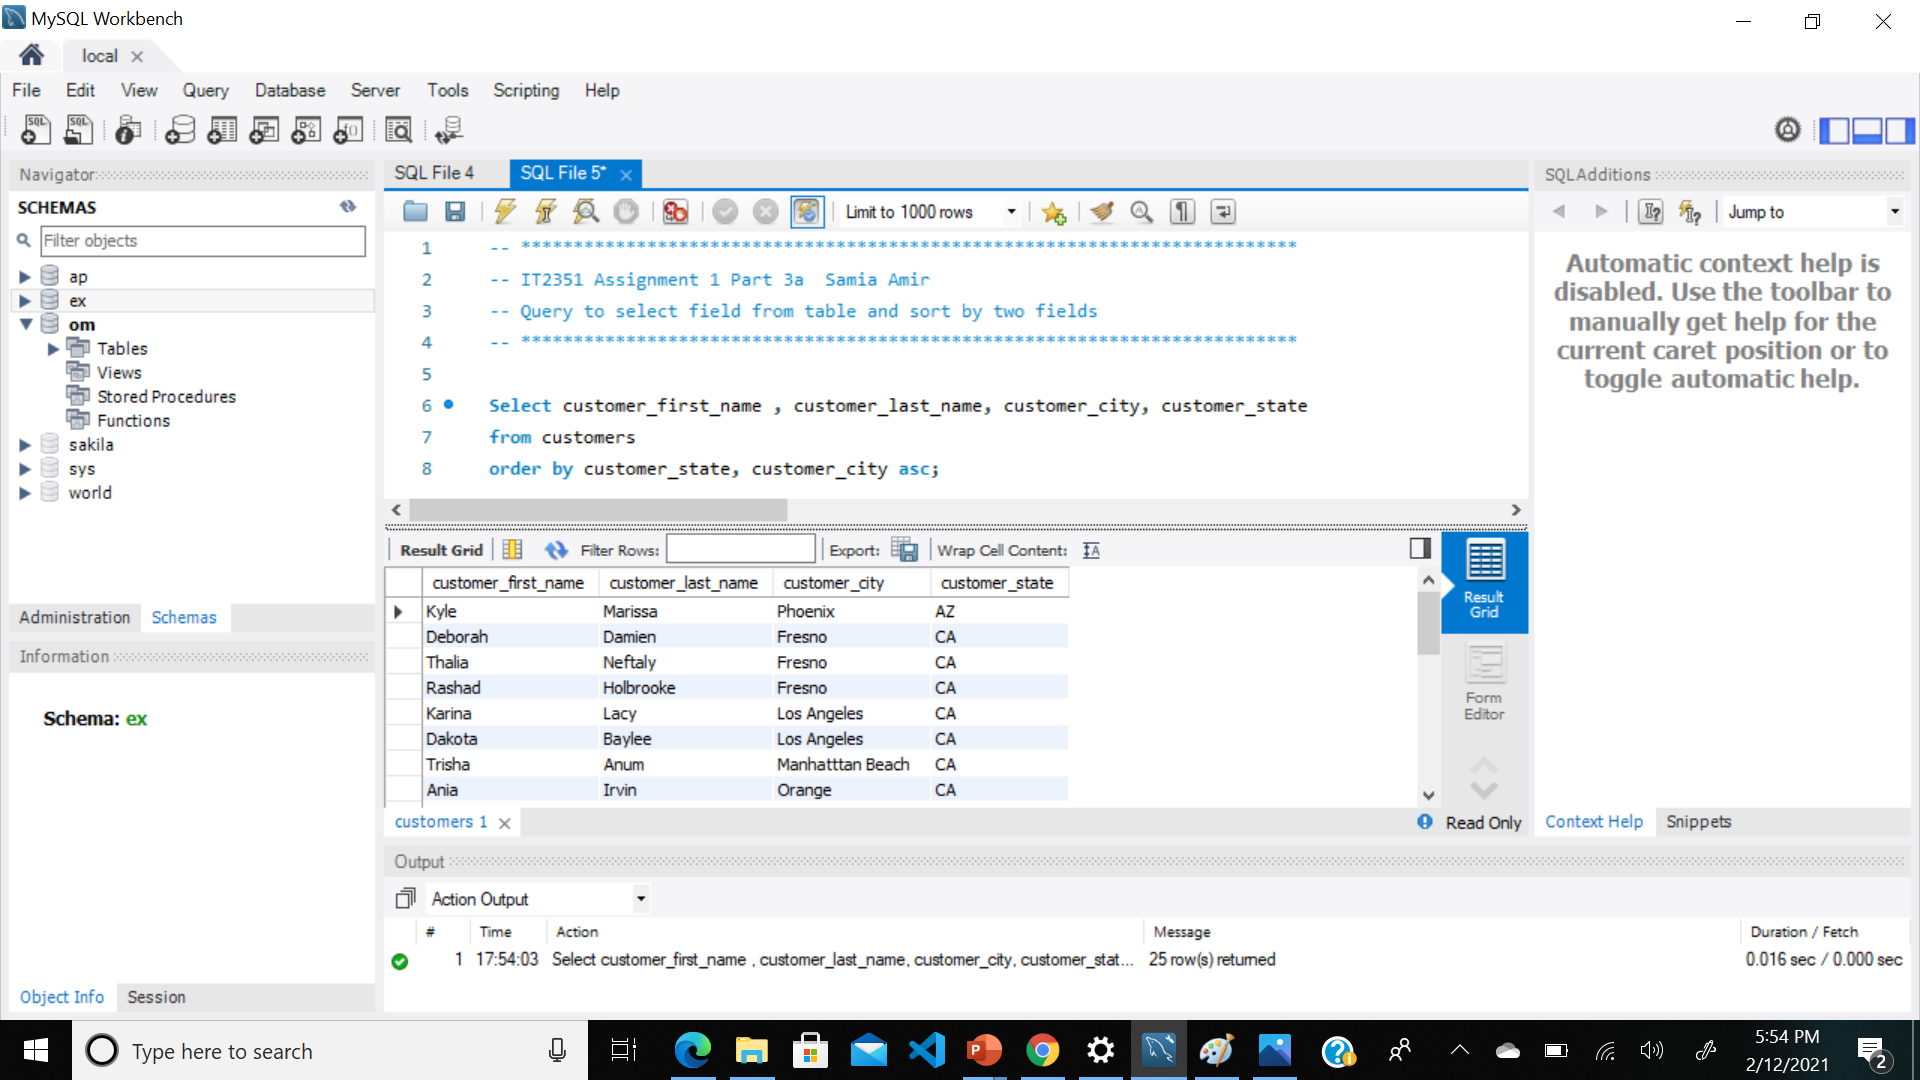 MySQL Workbench
local
File Edit View Query Database Server Tools Scripting Help
Navigator
SCHEMAS
Filter objects
ap
ex
om
Tables
Views
Stored Procedures
Functions
sakila
sys
world
Administration Schemas
Information
Schema: ex
Object Info Session
SQL File 4 SQL File 5*
Limit to 1000 rows
1 -- **************************************************************************
2 -- IT2351 Assignment 1 Part 3a  Samia Amir
3 -- Query to select field from table and sort by two fields
4 -- **************************************************************************
5
6 Select customer_first_name , customer_last_name, customer_city, customer_state
7 from customers
8 order by customer_state, customer_city asc;
Result Grid Filter Rows: Export: Wrap Cell Content:
customer_first_name customer_last_name customer_city customer_state
Kyle Marissa Phoenix AZ
Deborah Damien Fresno CA
Thalia Neftaly Fresno CA
Rashad Holbrooke Fresno CA
Karina Lacy Los Angeles CA
Dakota Baylee Los Angeles CA
Trisha Anum Manhatttan Beach CA
Ania Irvin Orange CA
Result
Grid
Form
Editor
customers 1 Read Only
Output
Action Output
# Time Action Message Duration / Fetch
1 17:54:03 Select customer_first_name , customer_last_name, customer_city, customer_stat... 25 row(s) returned 0.016 sec / 0.000 sec
SQLAdditions
Jump to
Automatic context help is
disabled. Use the toolbar to
manually get help for the
current caret position or to
toggle automatic help.
Context Help Snippets
Type here to search
5:54 PM
2/12/2021
2